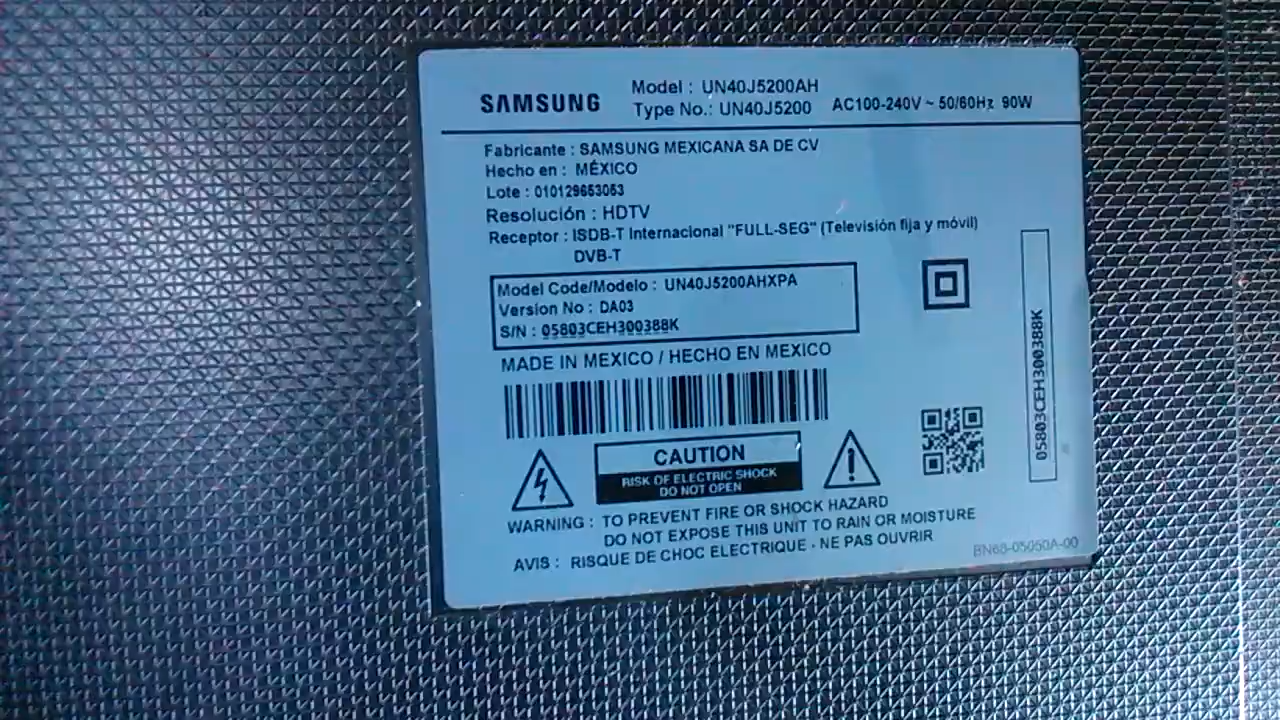 SAMSUNG
Model : UN40J5200AH
Type No.: UN40J5200 AC100-240V ~ 50/60Hz 90W
Fabricante : SAMSUNG MEXICANA SA DE CV
Hecho en : MÉXICO
Lote : 010129653053
Resolución : HDTV
Receptor : ISDB-T Internacional "FULL-SEG" (Televisión fija y móvil)
DVB-T
Model Code/Modelo : UN40J5200AHXPA
Version No : DA03
S/N : 05803CEH300388K
MADE IN MEXICO / HECHO EN MEXICO
CAUTION
RISK OF ELECTRIC SHOCK
DO NOT OPEN
WARNING : TO PREVENT FIRE OR SHOCK HAZARD
DO NOT EXPOSE THIS UNIT TO RAIN OR MOISTURE
AVIS : RISQUE DE CHOC ELECTRIQUE - NE PAS OUVRIR
BN68-05050A-00
05803CEH300388K